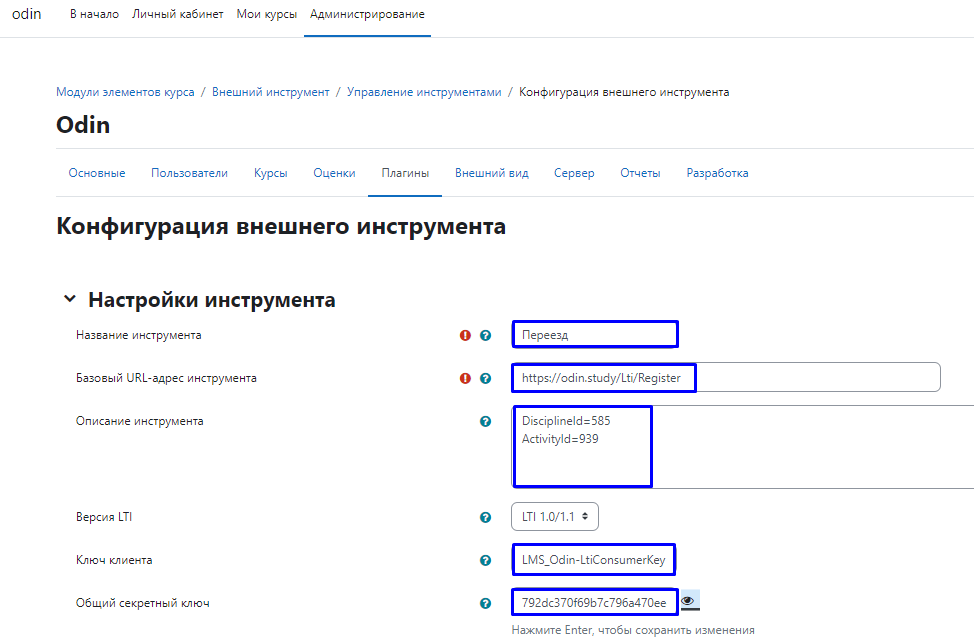 odin В начало Личный кабинет Мои курсы Администрирование
Модули элементов курса / Внешний инструмент / Управление инструментами / Конфигурация внешнего инструмента
Odin
Основные Пользователи Курсы Оценки Плагины Внешний вид Сервер Отчеты Разработка
Конфигурация внешнего инструмента
Настройки инструмента
Название инструмента Переезд
Базовый URL-адрес инструмента https://odin.study/Lti/Register
Описание инструмента DisciplineId=585
ActivityId=939
Версия LTI LTI 1.0/1.1
Ключ клиента LMS_Odin-LtiConsumerKey
Общий секретный ключ 792dc370f69b7c796a470ee
Нажмите Enter, чтобы сохранить изменения